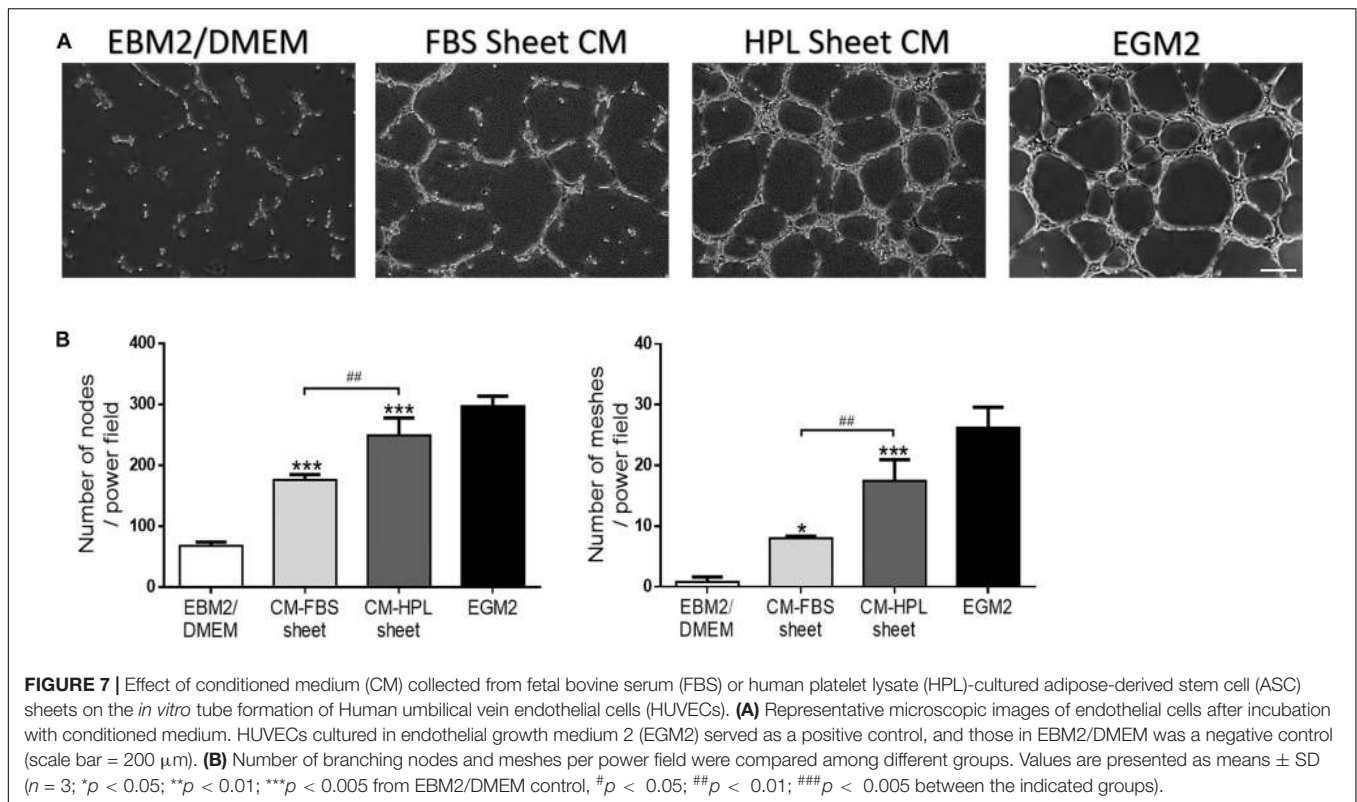 A EBM2/DMEM FBS Sheet CM HPL Sheet CM EGM2
B
Number of nodes
/ power field
400
300
200
100
0
##
***
***
EBM2/
DMEM
CM-FBS
sheet
CM-HPL
sheet
EGM2
Number of meshes
/ power field
40
30
20
10
0
##
*
***
EBM2/
DMEM
CM-FBS
sheet
CM-HPL
sheet
EGM2
FIGURE 7 | Effect of conditioned medium (CM) collected from fetal bovine serum (FBS) or human platelet lysate (HPL)-cultured adipose-derived stem cell (ASC)
sheets on the in vitro tube formation of Human umbilical vein endothelial cells (HUVECs). (A) Representative microscopic images of endothelial cells after incubation
with conditioned medium. HUVECs cultured in endothelial growth medium 2 (EGM2) served as a positive control, and those in EBM2/DMEM was a negative control
(scale bar = 200 μm). (B) Number of branching nodes and meshes per power field were compared among different groups. Values are presented as means ± SD
(n = 3; *p < 0.05; **p < 0.01; ***p < 0.005 from EBM2/DMEM control, #p < 0.05; ##p < 0.01; ###p < 0.005 between the indicated groups).